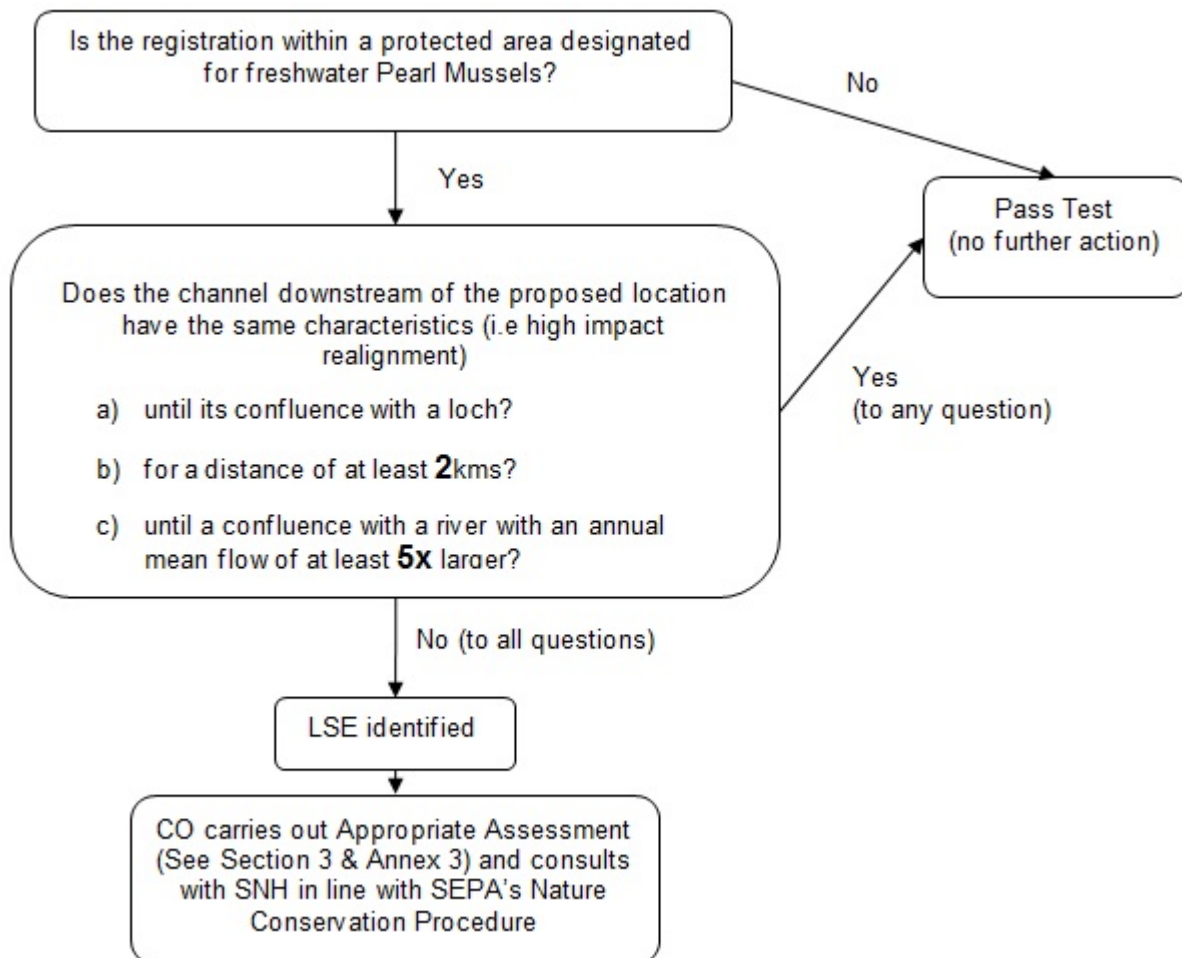 Is the registration within a protected area designated
for freshwater Pearl Mussels?
No
Yes
Pass Test
(no further action)
Does the channel downstream of the proposed location
have the same characteristics (i.e high impact
realignment)
a) until its confluence with a loch?
b) for a distance of at least 2kms?
c) until a confluence with a river with an annual
mean flow of at least 5x larger?
Yes
(to any question)
No (to all questions)
LSE identified
CO carries out Appropriate Assessment
(See Section 3 & Annex 3) and consults
with SNH in line with SEPA's Nature
Conservation Procedure